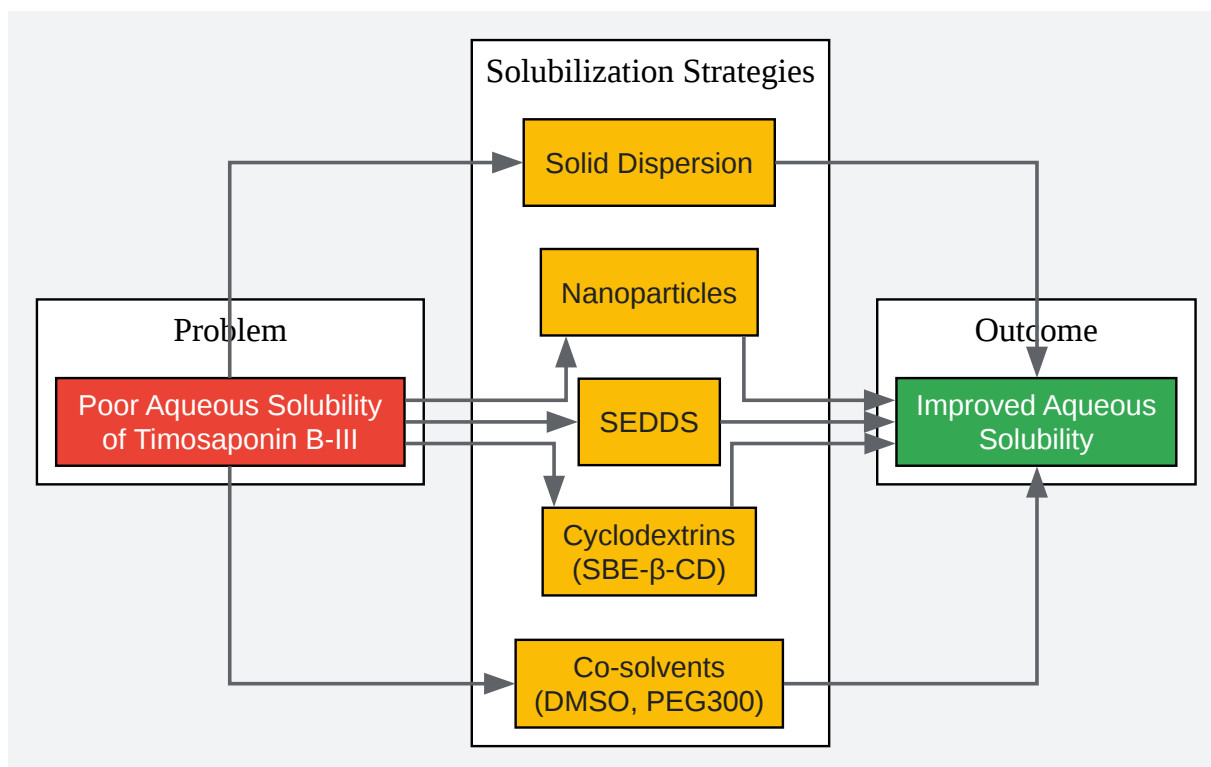 Solubilization Strategies
Solid Dispersion
Nanoparticles
Problem
Outcome
Poor Aqueous Solubility
of Timosaponin B-III
SEDDS
Improved Aqueous
Solubility
Cyclodextrins
(SBE-β-CD)
Co-solvents
(DMSO, PEG300)